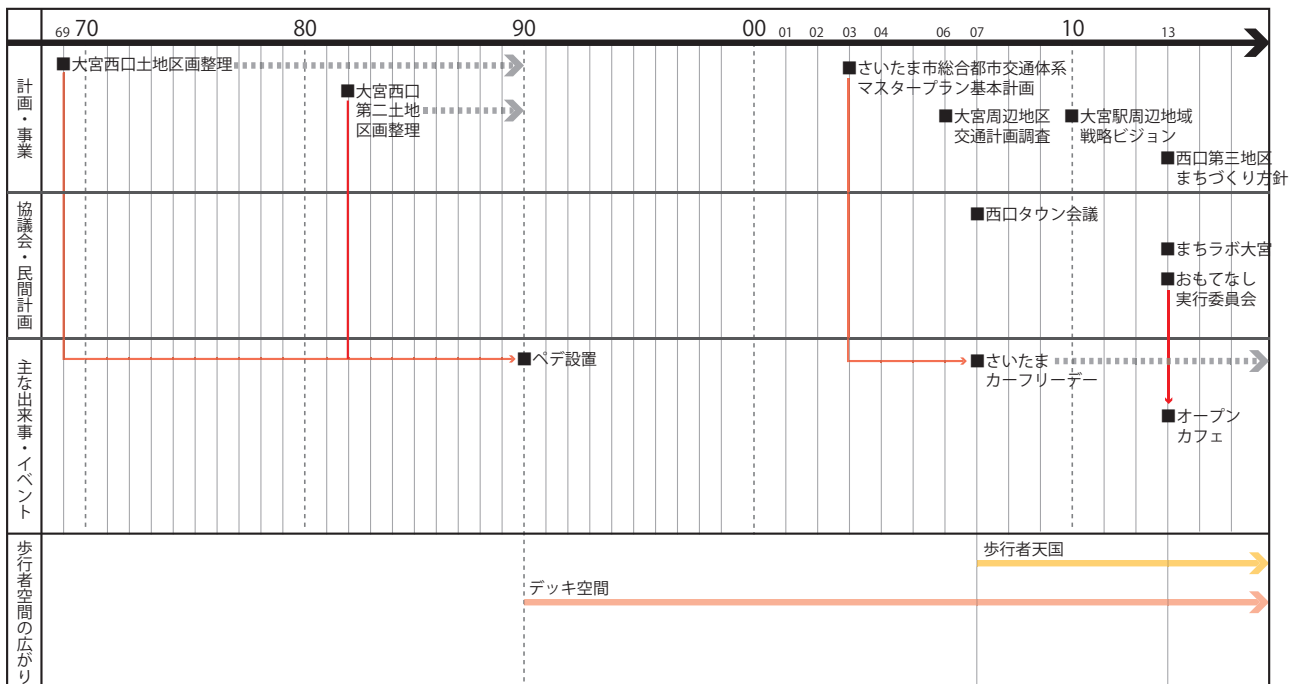 69 70 80 90 00 01 02 03 04 06 07 10 13
計画・事業
■大宮西口土地区画整理
■大宮西口
第二土地
区画整理
■さいたま市総合都市交通体系
マスタープラン基本計画
■大宮周辺地区
交通計画調査
■大宮駅周辺地域
戦略ビジョン
■西口第三地区
まちづくり方針
協議会・民間計画
■西口タウン会議
■まちラボ大宮
■おもてなし
実行委員会
主な出来事・イベント
■ペデ設置
■さいたま
カーフリーデー
■オープン
カフェ
歩行者空間の広がり
歩行者天国
デッキ空間